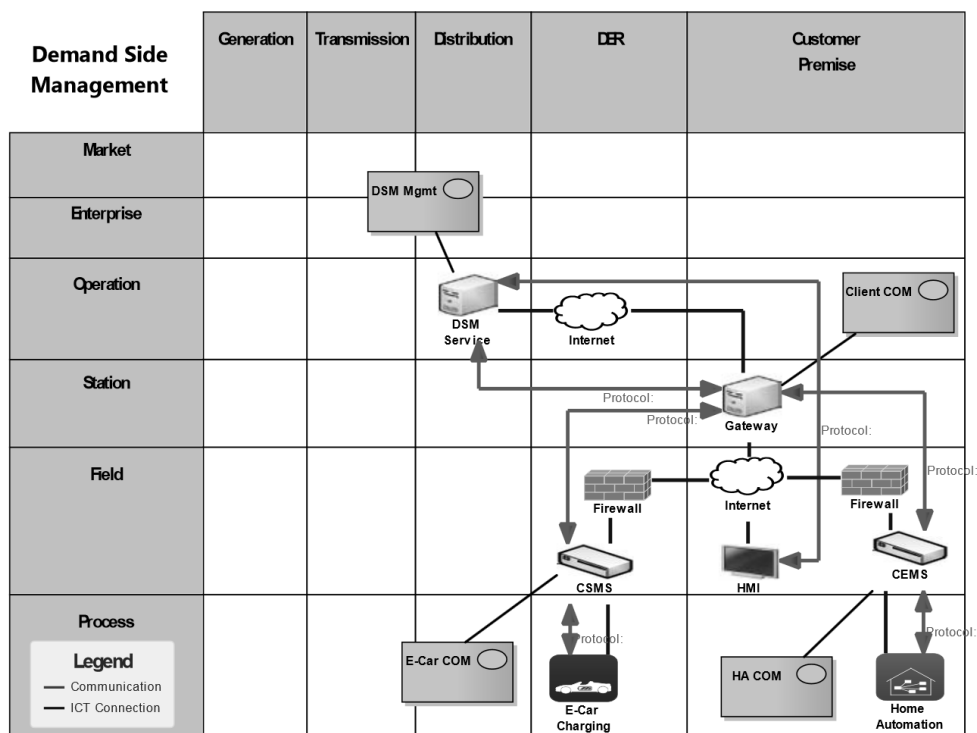 Demand Side
Management
Generation
Transmission
Distribution
DER
Customer
Premise
Market
DSM Mgmt
Enterprise
Operation
Client COM
DSM
Service
Internet
Station
Protocol:
Protocol:
Gateway
Protocol:
Field
Protocol:
Firewall
Internet
Firewall
CSMS
HMI
CEMS
Process
Protocol:
Protocol:
Legend
Communication
ICT Connection
E-Car COM
HA COM
E-Car
Charging
Home
Automation